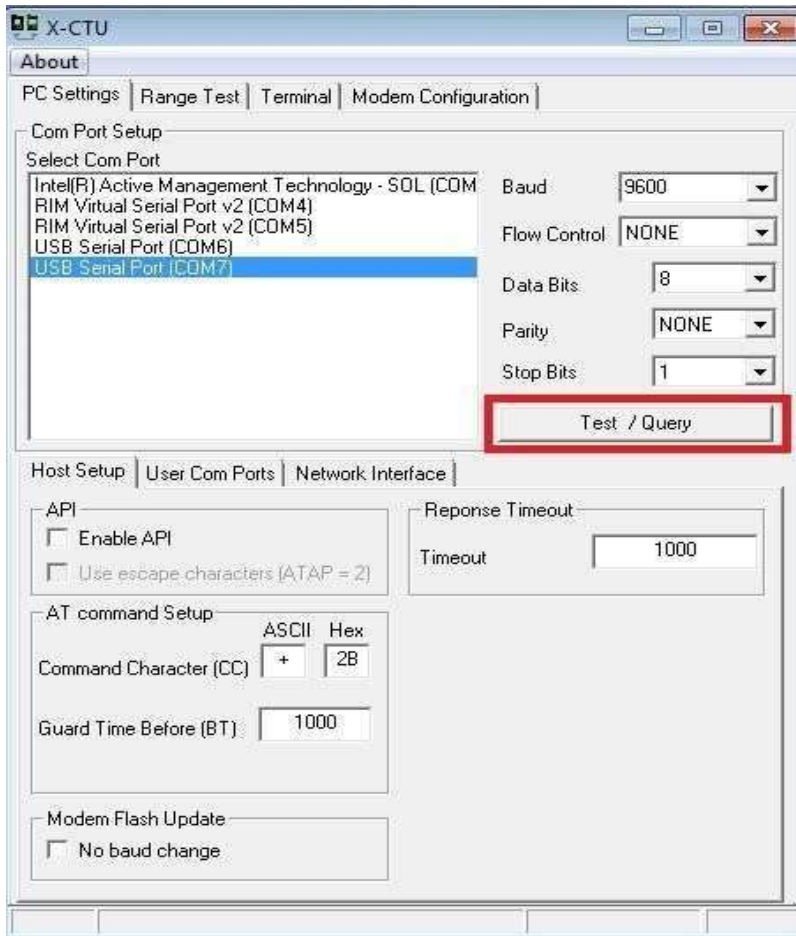 X-CTU
About
PC Settings Range Test Terminal Modem Configuration
Com Port Setup
Select Com Port
Intel(R) Active Management Technology - SOL (COM
RIM Virtual Serial Port v2 (COM4)
RIM Virtual Serial Port v2 (COM5)
USB Serial Port (COM6)
USB Serial Port (COM7)
Baud 9600
Flow Control NONE
Data Bits 8
Parity NONE
Stop Bits 1
Test / Query
Host Setup User Com Ports Network Interface
API
Enable API
Use escape characters (ATAP = 2)
Reponse Timeout
Timeout 1000
AT command Setup
ASCII Hex
Command Character (CC) + 2B
Guard Time Before (BT) 1000
Modem Flash Update
No baud change